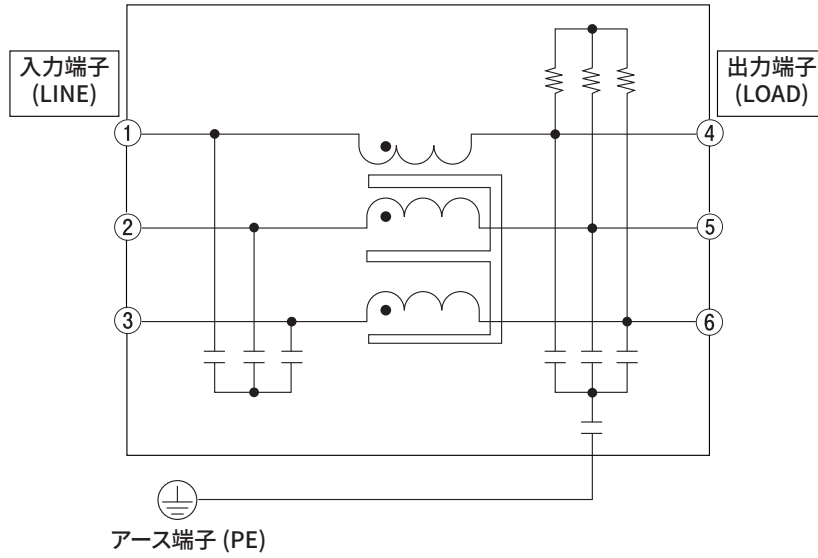 入力端子
(LINE)
出力端子
(LOAD)
①
④
②
⑤
③
⑥
アース端子 (PE)